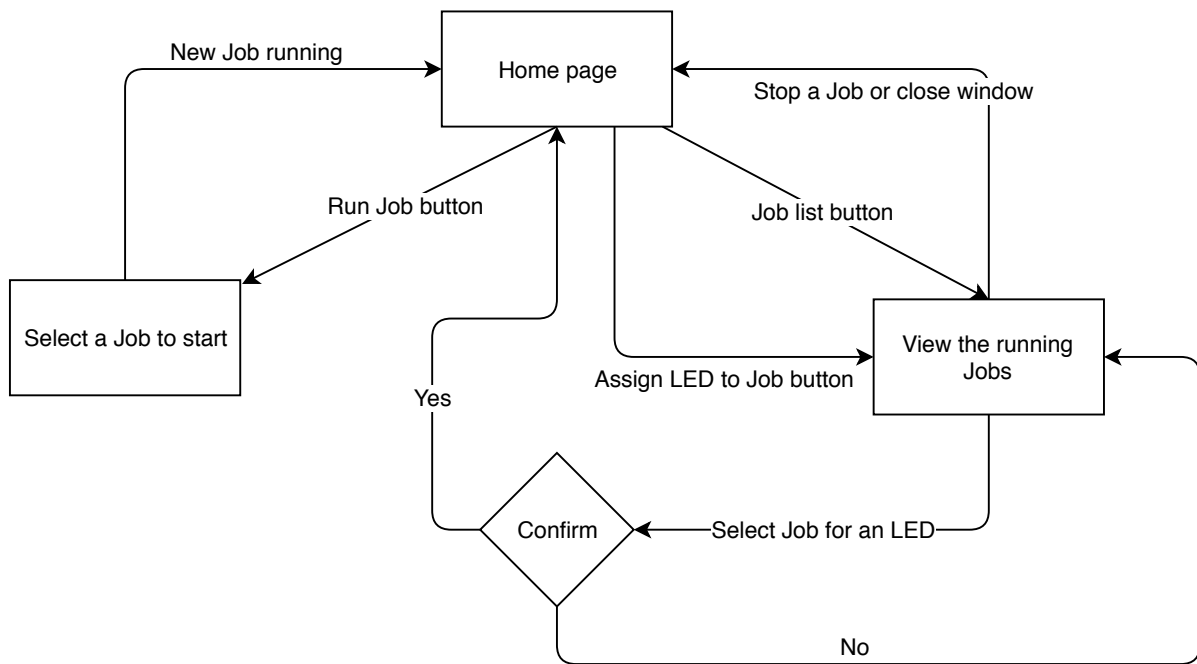 New Job running
Home page
Stop a Job or close window
Run Job button
Job list button
Select a Job to start
View the running
Jobs
Assign LED to Job button
Yes
Confirm
Select Job for an LED
No